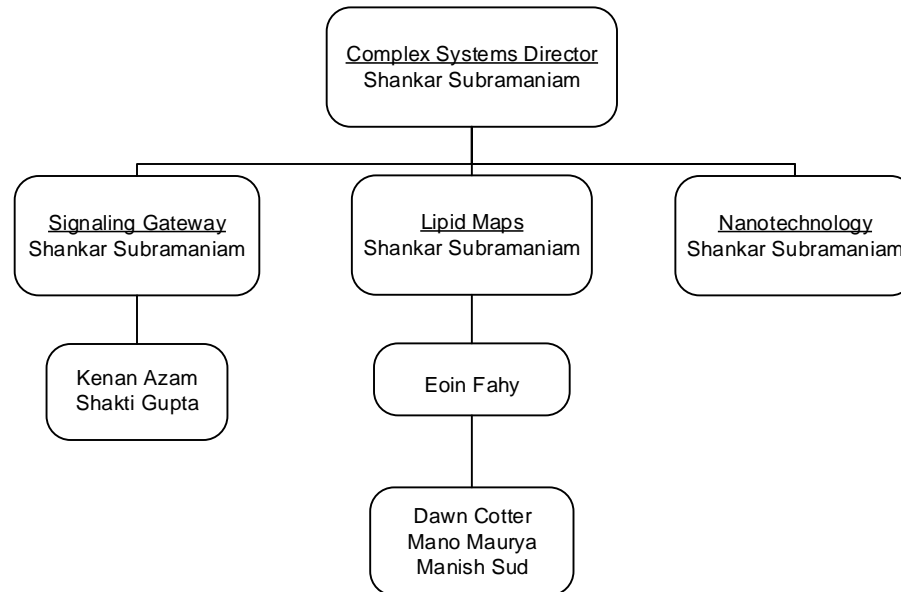 Complex Systems Director
Shankar Subramaniam
Signaling Gateway
Shankar Subramaniam
Lipid Maps
Shankar Subramaniam
Nanotechnology
Shankar Subramaniam
Kenan Azam
Shakti Gupta
Eoin Fahy
Dawn Cotter
Mano Maurya
Manish Sud